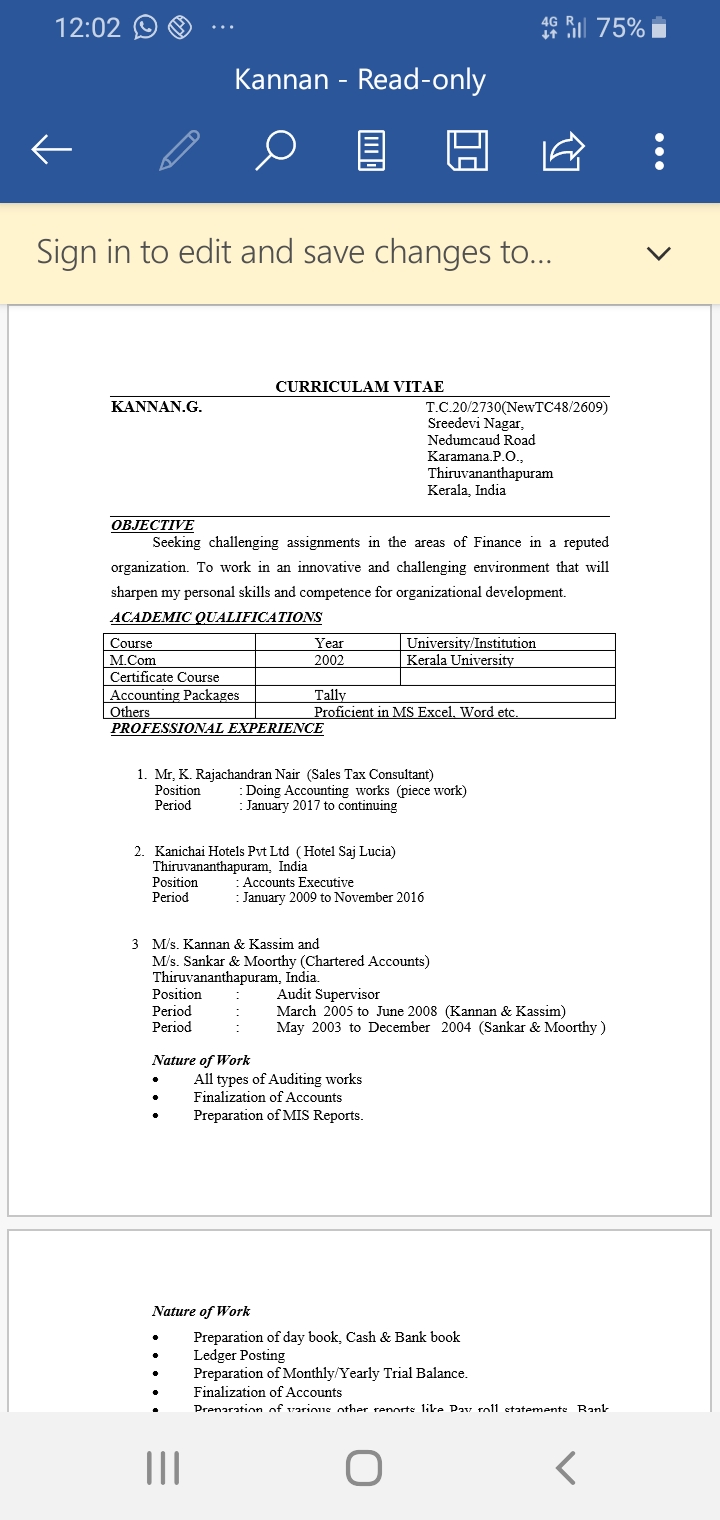 12:02 4G R 75%
Kannan - Read-only
Sign in to edit and save changes to...
CURRICULAM VITAE
KANNAN.G. T.C.20/2730(NewTC48/2609)
Sreedevi Nagar,
Nedumcaud Road
Karamana.P.O.,
Thiruvananthapuram
Kerala, India
OBJECTIVE
Seeking challenging assignments in the areas of Finance in a reputed
organization. To work in an innovative and challenging environment that will
sharpen my personal skills and competence for organizational development.
ACADEMIC QUALIFICATIONS
Course Year University/Institution
M.Com 2002 Kerala University
Certificate Course
Accounting Packages Tally
Others Proficient in MS Excel, Word etc.
PROFESSIONAL EXPERIENCE
1. Mr, K. Rajachandran Nair (Sales Tax Consultant)
Position : Doing Accounting works (piece work)
Period : January 2017 to continuing
2. Kanichai Hotels Pvt Ltd ( Hotel Saj Lucia)
Thiruvananthapuram, India
Position : Accounts Executive
Period : January 2009 to November 2016
3 M/s. Kannan & Kassim and
M/s. Sankar & Moorthy (Chartered Accounts)
Thiruvananthapuram, India.
Position : Audit Supervisor
Period : March 2005 to June 2008 (Kannan & Kassim)
Period : May 2003 to December 2004 (Sankar & Moorthy )
Nature of Work
• All types of Auditing works
• Finalization of Accounts
• Preparation of MIS Reports.
Nature of Work
• Preparation of day book, Cash & Bank book
• Ledger Posting
• Preparation of Monthly/Yearly Trial Balance.
• Finalization of Accounts
• Preparation of various other reports like Pay roll statements, Bank